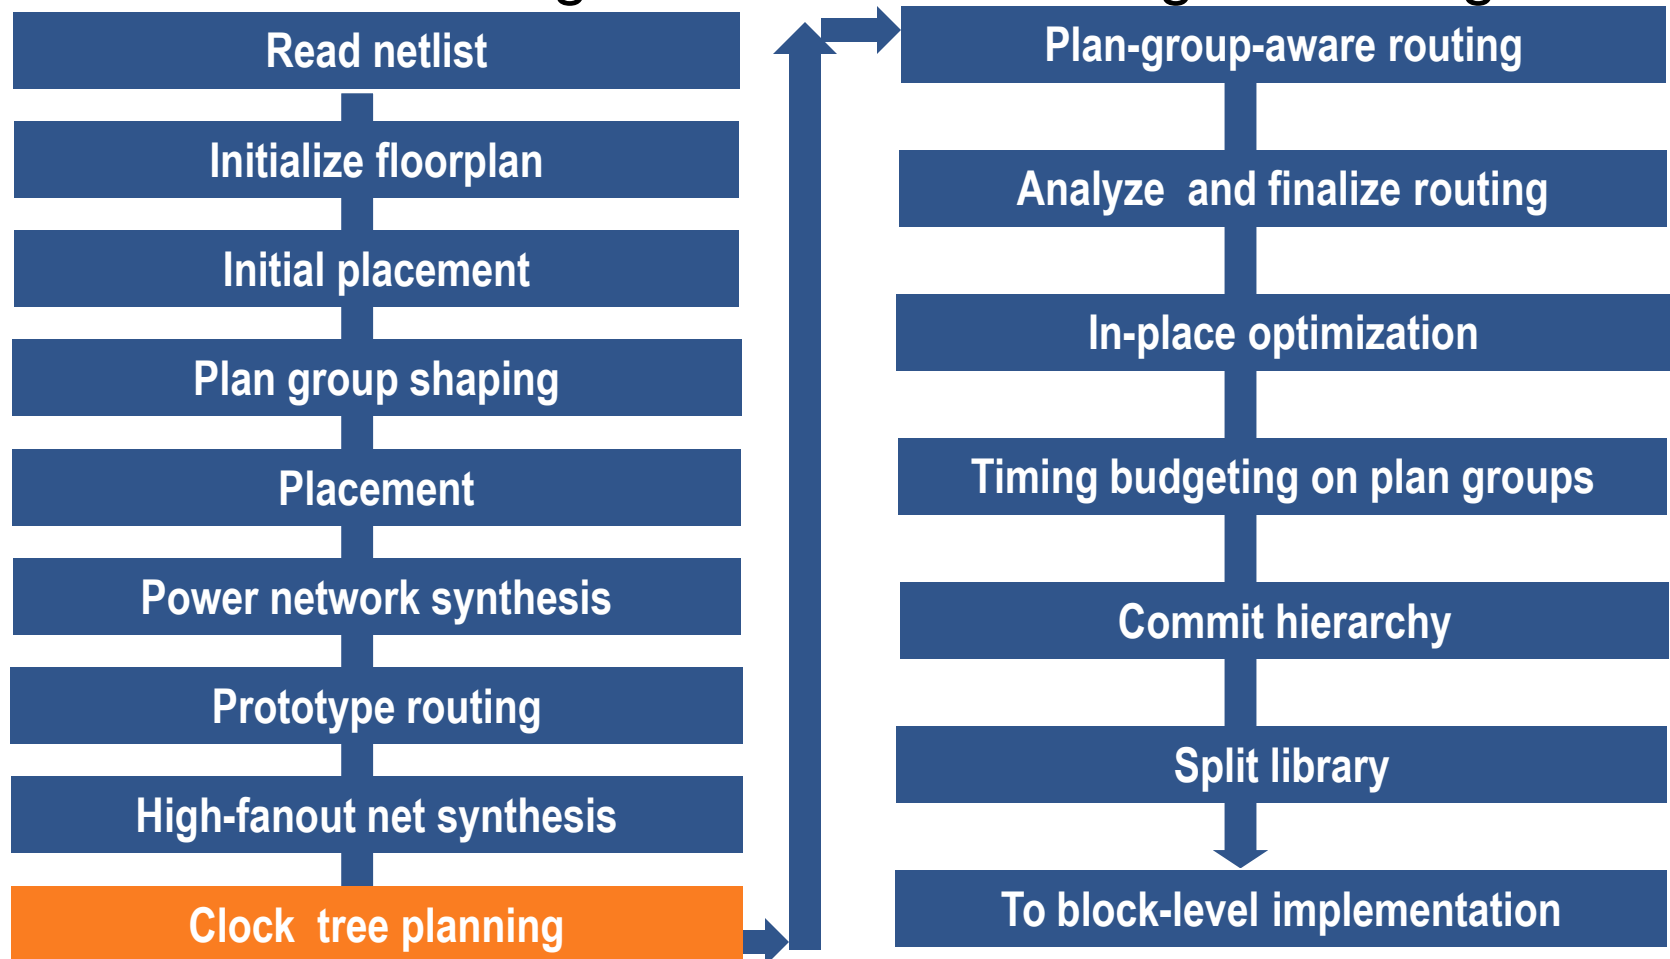 Read netlist
Initialize floorplan
Initial placement
Plan group shaping
Placement
Power network synthesis
Prototype routing
High-fanout net synthesis
Clock tree planning
Plan-group-aware routing
Analyze and finalize routing
In-place optimization
Timing budgeting on plan groups
Commit hierarchy
Split library
To block-level implementation